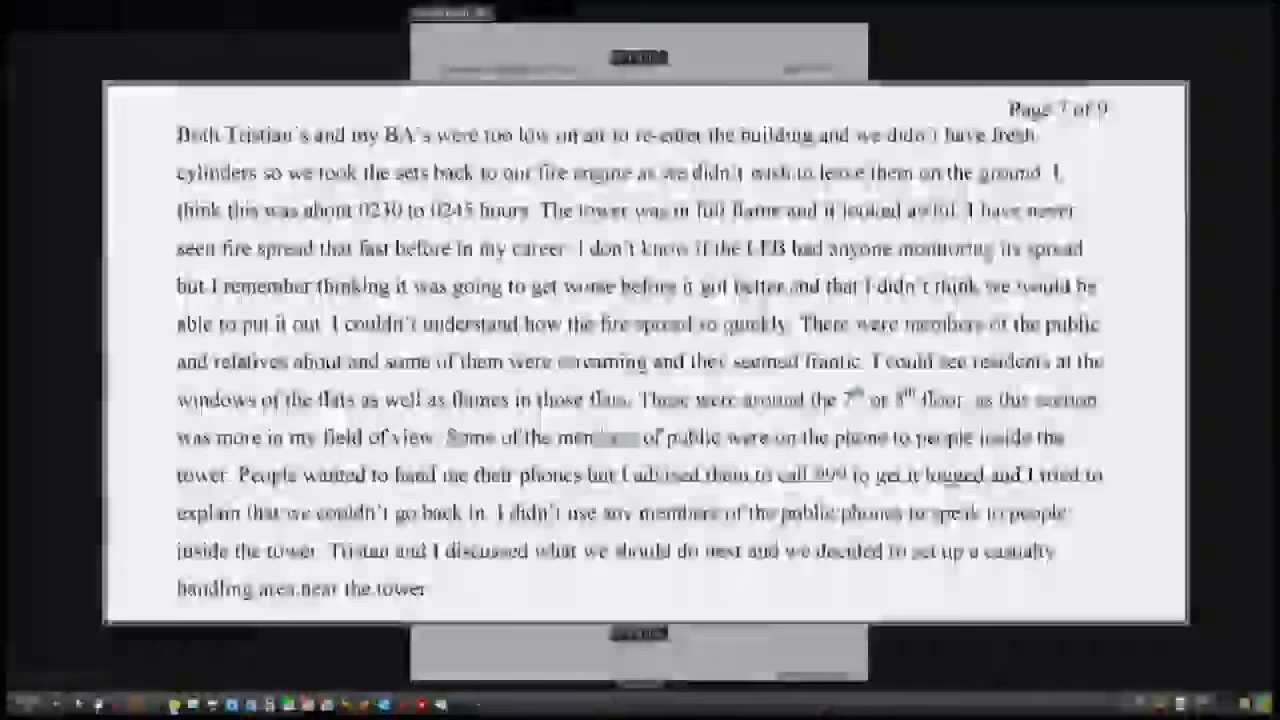 Page 7 of 9
Both Tristian's and my BA's were too low on air to re-enter the building and we didn't have fresh
cylinders so we took the sets back to our fire engine as we didn't wish to leave them on the ground. I
think this was about 0230 to 0245 hours. The tower was in full flame and it looked awful. I have never
seen fire spread that fast before in my career. I don't know if the LFB had anyone monitoring its spread
but I remember thinking it was going to get worse before it got better and that I didn't think we would be
able to put it out. I couldn't understand how the fire spread so quickly. There were members of the public
and relatives about and some of them were screaming and they seemed frantic. I could see residents at the
windows of the flats as well as flames in those flats. These were around the 7th or 8th floor, as this section
was more in my field of view. Some of the members of public were on the phone to people inside the
tower. People wanted to hand me their phones but I advised them to call 999 to get it logged and I tried to
explain that we couldn't go back in. I didn't use any members of the public phones to speak to people
inside the tower. Tristan and I discussed what we should do next and we decided to set up a casualty
handling area near the tower.